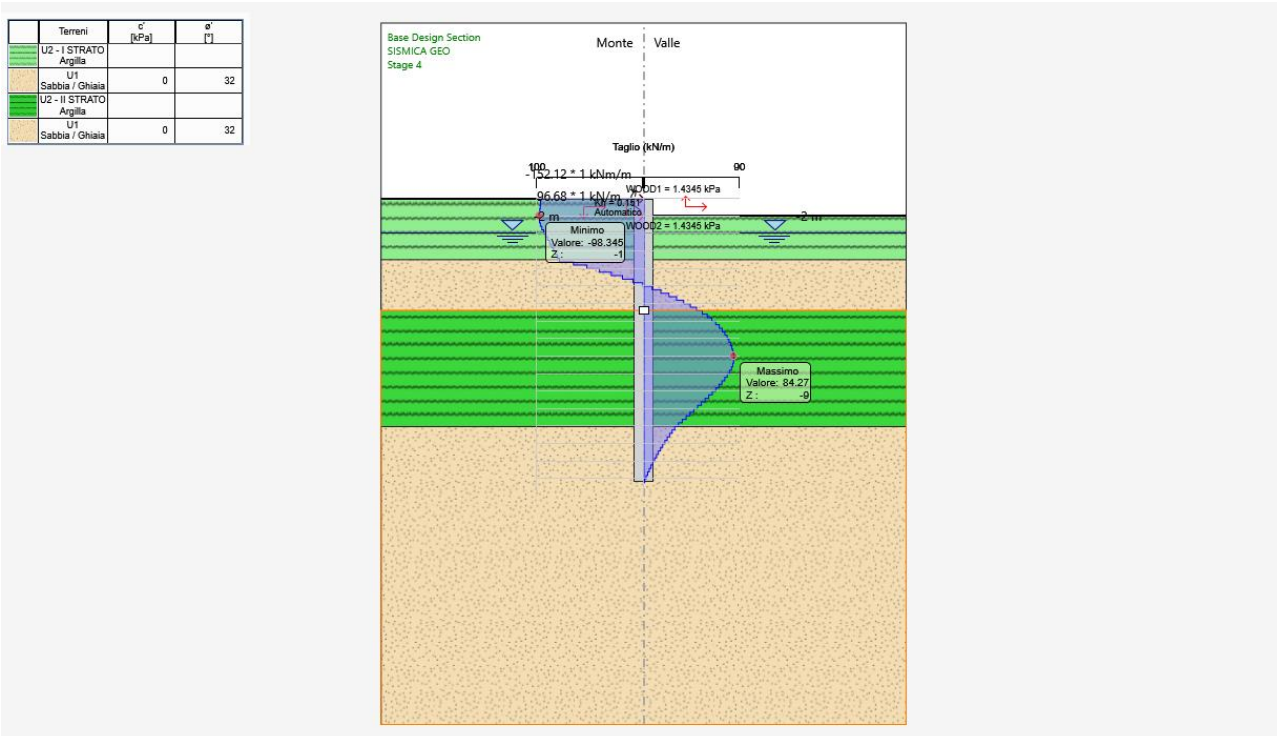 Terreni c' ø'
[kPa] [°]
U2 - I STRATO
Argilla
U1
Sabbia / Ghiaia 0 32
U2 - II STRATO
Argilla
U1
Sabbia / Ghiaia 0 32
Base Design Section
SISMICA GEO
Stage 4
Monte Valle
Taglio (kN/m)
100 90
-152.12 * 1 kNm/m
WOOD1 = 1.4345 kPa
96.68 * 1 kN/m
Kh = 0.151
Automatico
-2 m
WOOD2 = 1.4345 kPa
Minimo
Valore: -98.345
Z : -1
Massimo
Valore: 84.27
Z : -9